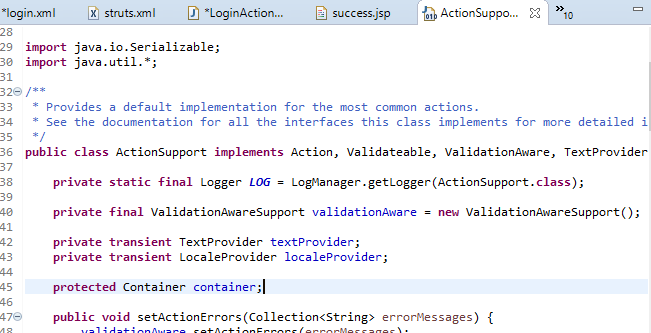 *login.xml struts.xml *LoginAction... success.jsp ActionSuppo... »10
28
29 import java.io.Serializable;
30 import java.util.*;
31
32 /**
33 * Provides a default implementation for the most common actions.
34 * See the documentation for all the interfaces this class implements for more detailed i
35 */
36 public class ActionSupport implements Action, Validateable, ValidationAware, TextProvider
37
38 private static final Logger LOG = LogManager.getLogger(ActionSupport.class);
39
40 private final ValidationAwareSupport validationAware = new ValidationAwareSupport();
41
42 private transient TextProvider textProvider;
43 private transient LocaleProvider localeProvider;
44
45 protected Container container;
46
47 public void setActionErrors(Collection<String> errorMessages) {
validationAware.setActionErrors(errorMessages);